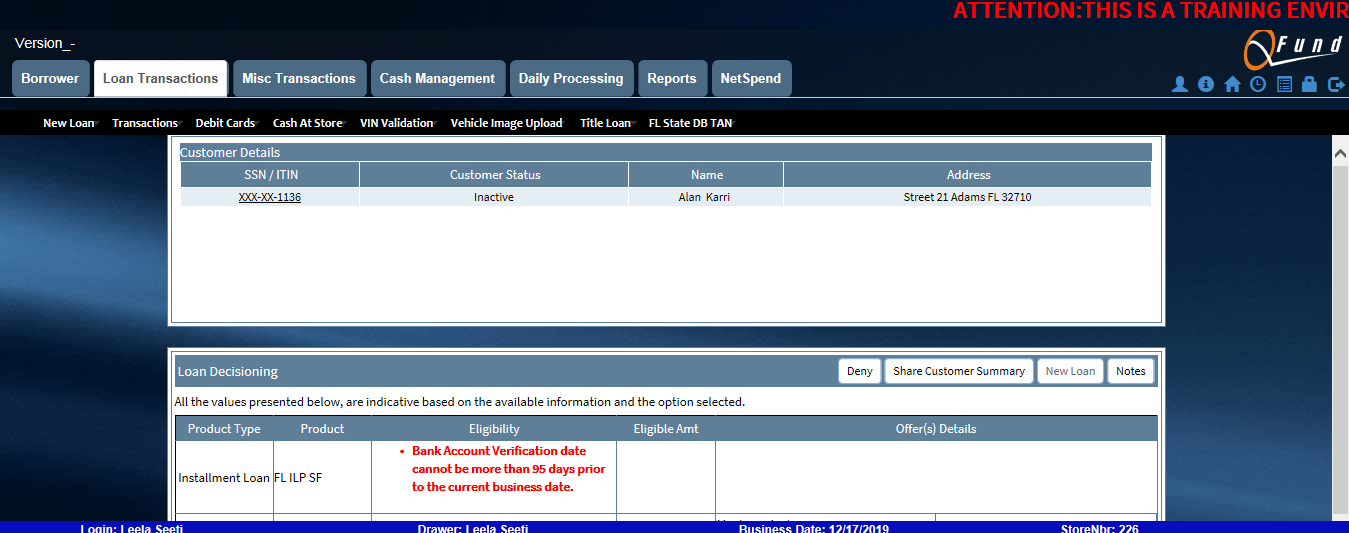 ATTENTION:THIS IS A TRAINING ENVIR
Version_-
QFund
Borrower Loan Transactions Misc Transactions Cash Management Daily Processing Reports NetSpend
New Loan Transactions Debit Cards Cash At Store VIN Validation Vehicle Image Upload Title Loan FL State DB TAN
Customer Details
SSN / ITIN Customer Status Name Address
XXX-XX-1136 Inactive Alan Karri Street 21 Adams FL 32710
Loan Decisioning Deny Share Customer Summary New Loan Notes
All the values presented below, are indicative based on the available information and the option selected.
Product Type Product Eligibility Eligible Amt Offer(s) Details
• Bank Account Verification date
cannot be more than 95 days prior
to the current business date.
Installment Loan FL ILP SF
Login: Leela Seeti Drawer: Leela Seeti Business Date: 12/17/2019 StoreNbr: 226